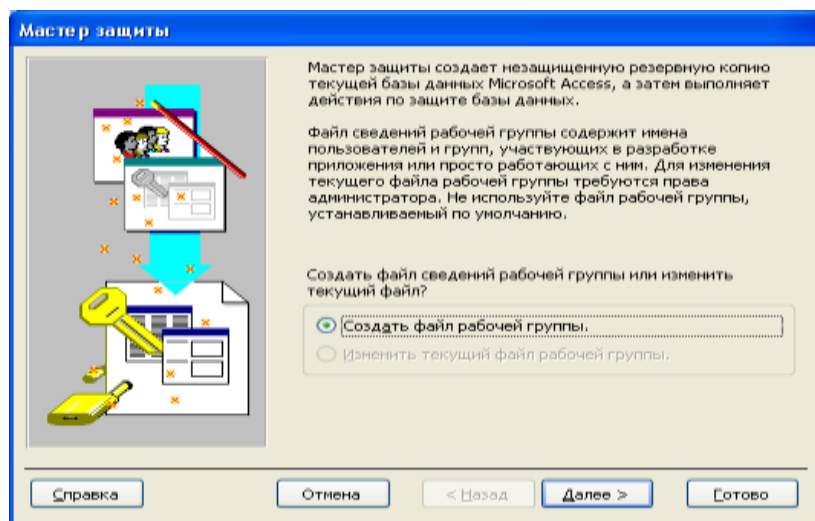 Мастер защиты
Мастер защиты создает незащищенную резервную копию
текущей базы данных Microsoft Access, а затем выполняет
действия по защите базы данных.
Файл сведений рабочей группы содержит имена
пользователей и групп, участвующих в разработке
приложения или просто работающих с ним. Для изменения
текущего файла рабочей группы требуются права
администратора. Не используйте файл рабочей группы,
устанавливаемый по умолчанию.
Создать файл сведений рабочей группы или изменить
текущий файл?
Создать файл рабочей группы.
Изменить текущий файл рабочей группы.
Справка
Отмена
< Назад
Далее >
Готово